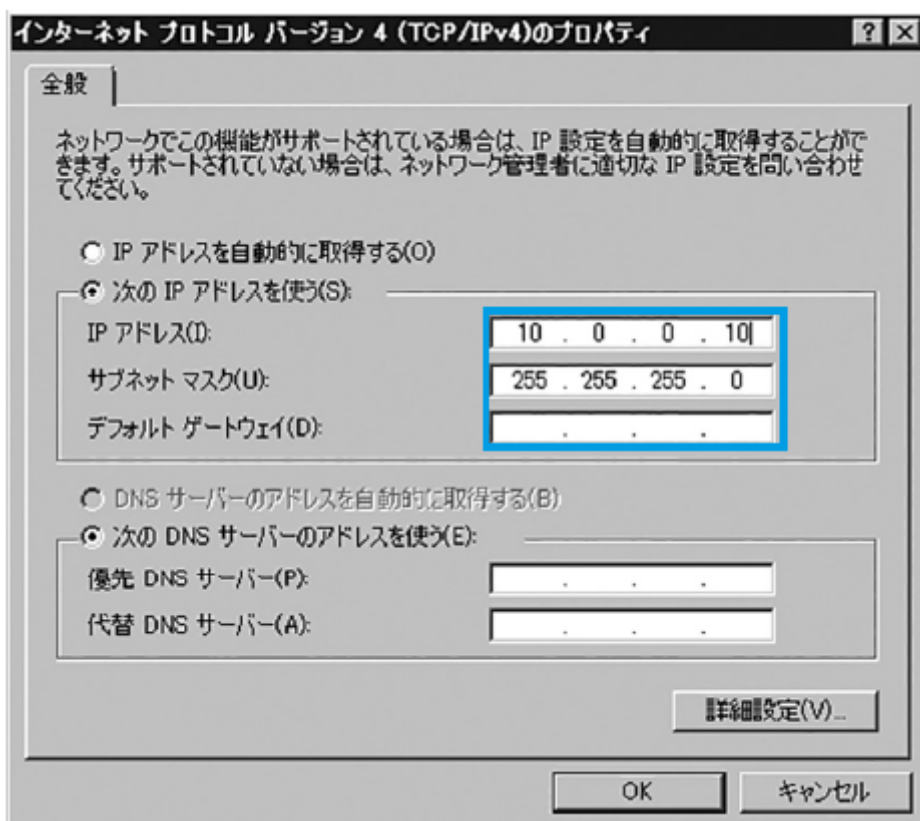 インターネット プロトコル バージョン 4 (TCP/IPv4)のプロパティ
全般
ネットワークでこの機能がサポートされている場合は、IP 設定を自動的に取得することがで
きます。サポートされていない場合は、ネットワーク管理者に適切な IP 設定を問い合わせ
てください。
IP アドレスを自動的に取得する(O)
次の IP アドレスを使う(S):
IP アドレス(I): 10 . 0 . 0 . 10
サブネット マスク(U): 255 . 255 . 255 . 0
デフォルト ゲートウェイ(D): . . .
DNS サーバーのアドレスを自動的に取得する(B)
次の DNS サーバーのアドレスを使う(E):
優先 DNS サーバー(P): . . .
代替 DNS サーバー(A): . . .
詳細設定(V)...
OK キャンセル